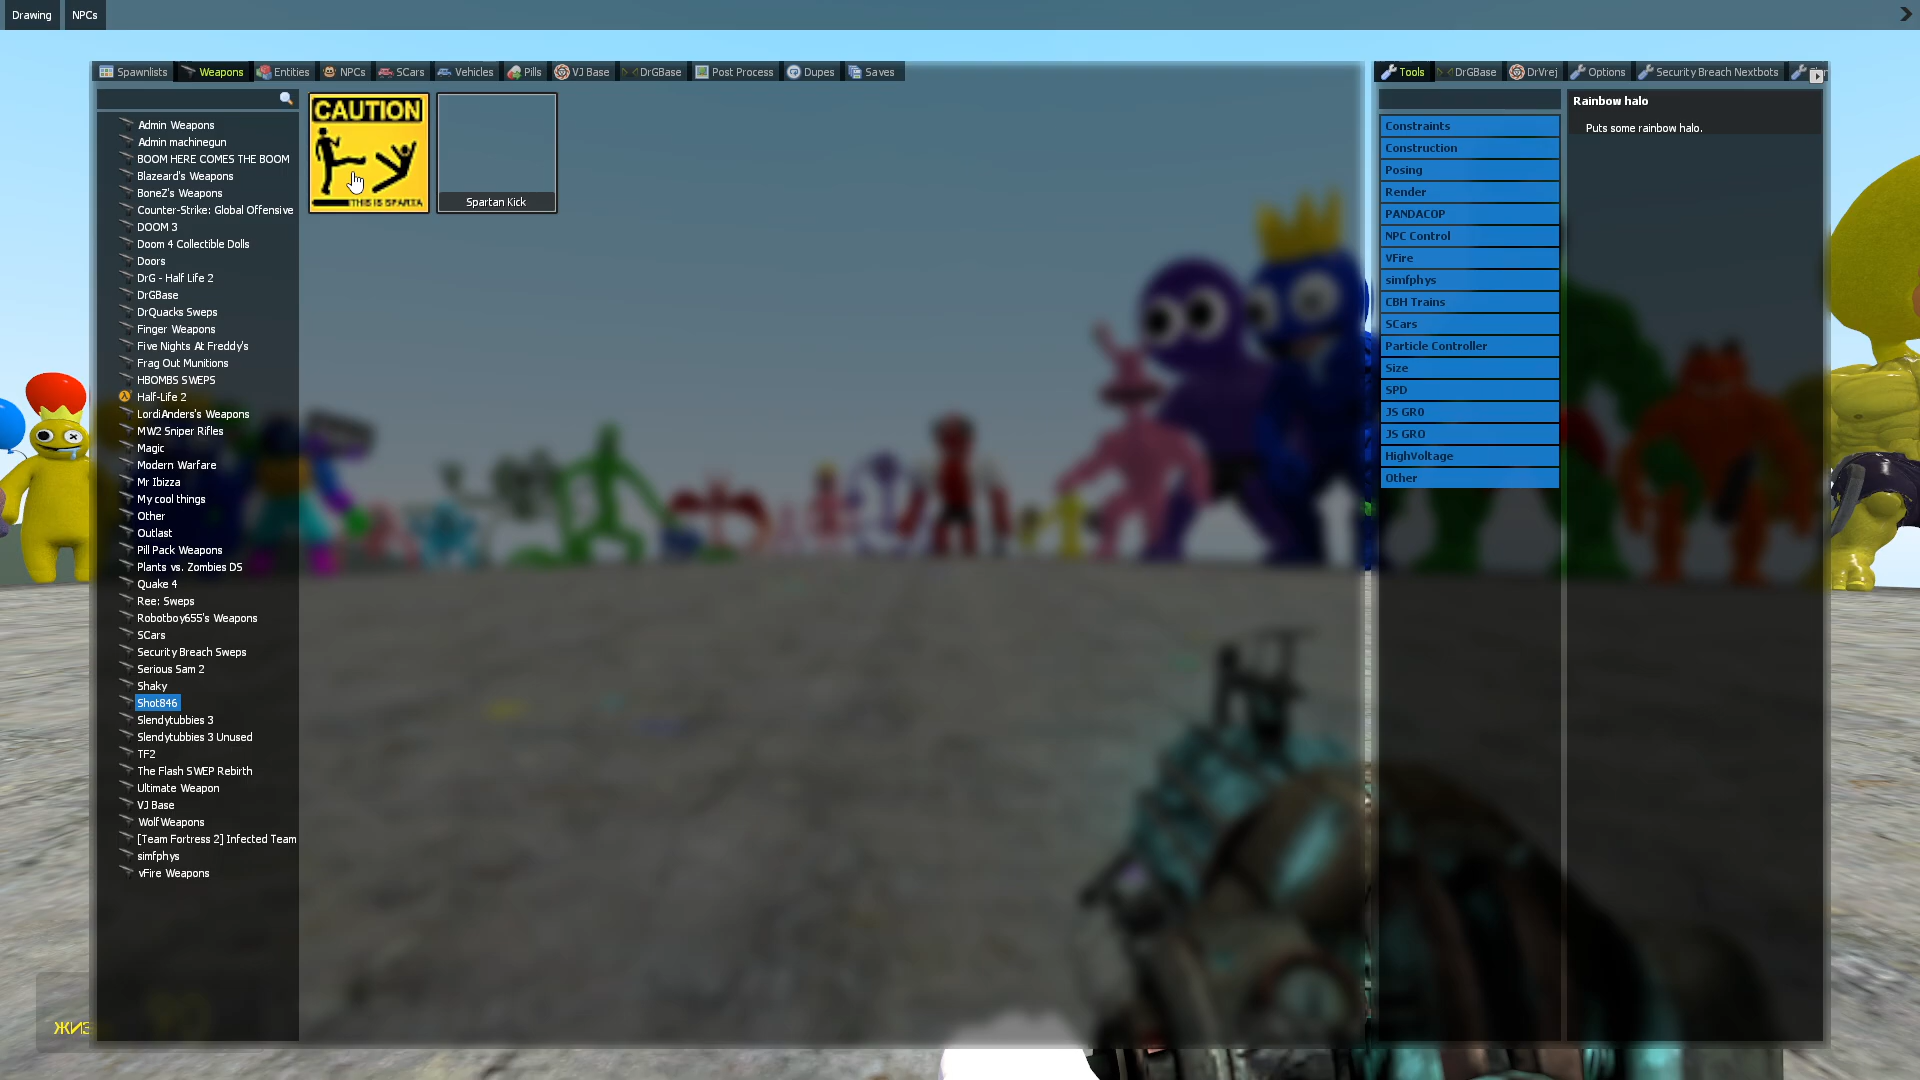 Drawing
NPCs
Spawnlists
Weapons
Entities
NPCs
SCars
Vehicles
Pills
VJ Base
DrGBase
Post Process
Dupes
Saves
Admin Weapons
Admin machinegun
BOOM HERE COMES THE BOOM
Blazeard's Weapons
BoneZ's Weapons
Counter-Strike: Global Offensive
DOOM 3
Doom 4 Collectible Dolls
Doors
DrG - Half Life 2
DrGBase
DrQuacks Sweps
Finger Weapons
Five Nights At Freddy's
Frag Out Munitions
HBOMBS SWEPS
Half-Life 2
LordiAnders's Weapons
MW2 Sniper Rifles
Magic
Modern Warfare
Mr Ibizza
My cool things
Other
Outlast
Pill Pack Weapons
Plants vs. Zombies DS
Quake 4
Ree: Sweps
Robotboy655's Weapons
SCars
Security Breach Sweps
Serious Sam 2
Shaky
Shot846
Slendytubbies 3
Slendytubbies 3 Unused
TF2
The Flash SWEP Rebirth
Ultimate Weapon
VJ Base
WolfWeapons
[Team Fortress 2] Infected Team
simfphys
vFire Weapons
CAUTION
THIS IS SPARTA
Spartan Kick
Tools
DrGBase
DrVrej
Options
Security Breach Nextbots
Constraints
Construction
Posing
Render
PANDACOP
NPC Control
VFire
simfphys
CBH Trains
SCars
Particle Controller
Size
SPD
JS GRO
JS GRO
HighVoltage
Other
Rainbow halo
Puts some rainbow halo.
ЖИЗ